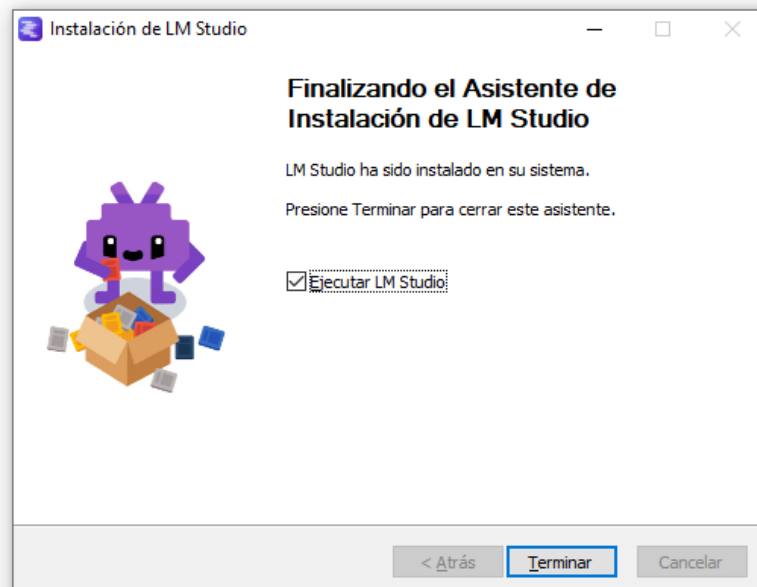 Instalación de LM Studio
Finalizando el Asistente de
Instalación de LM Studio
LM Studio ha sido instalado en su sistema.
Presione Terminar para cerrar este asistente.
Ejecutar LM Studio
< Atrás Terminar Cancelar